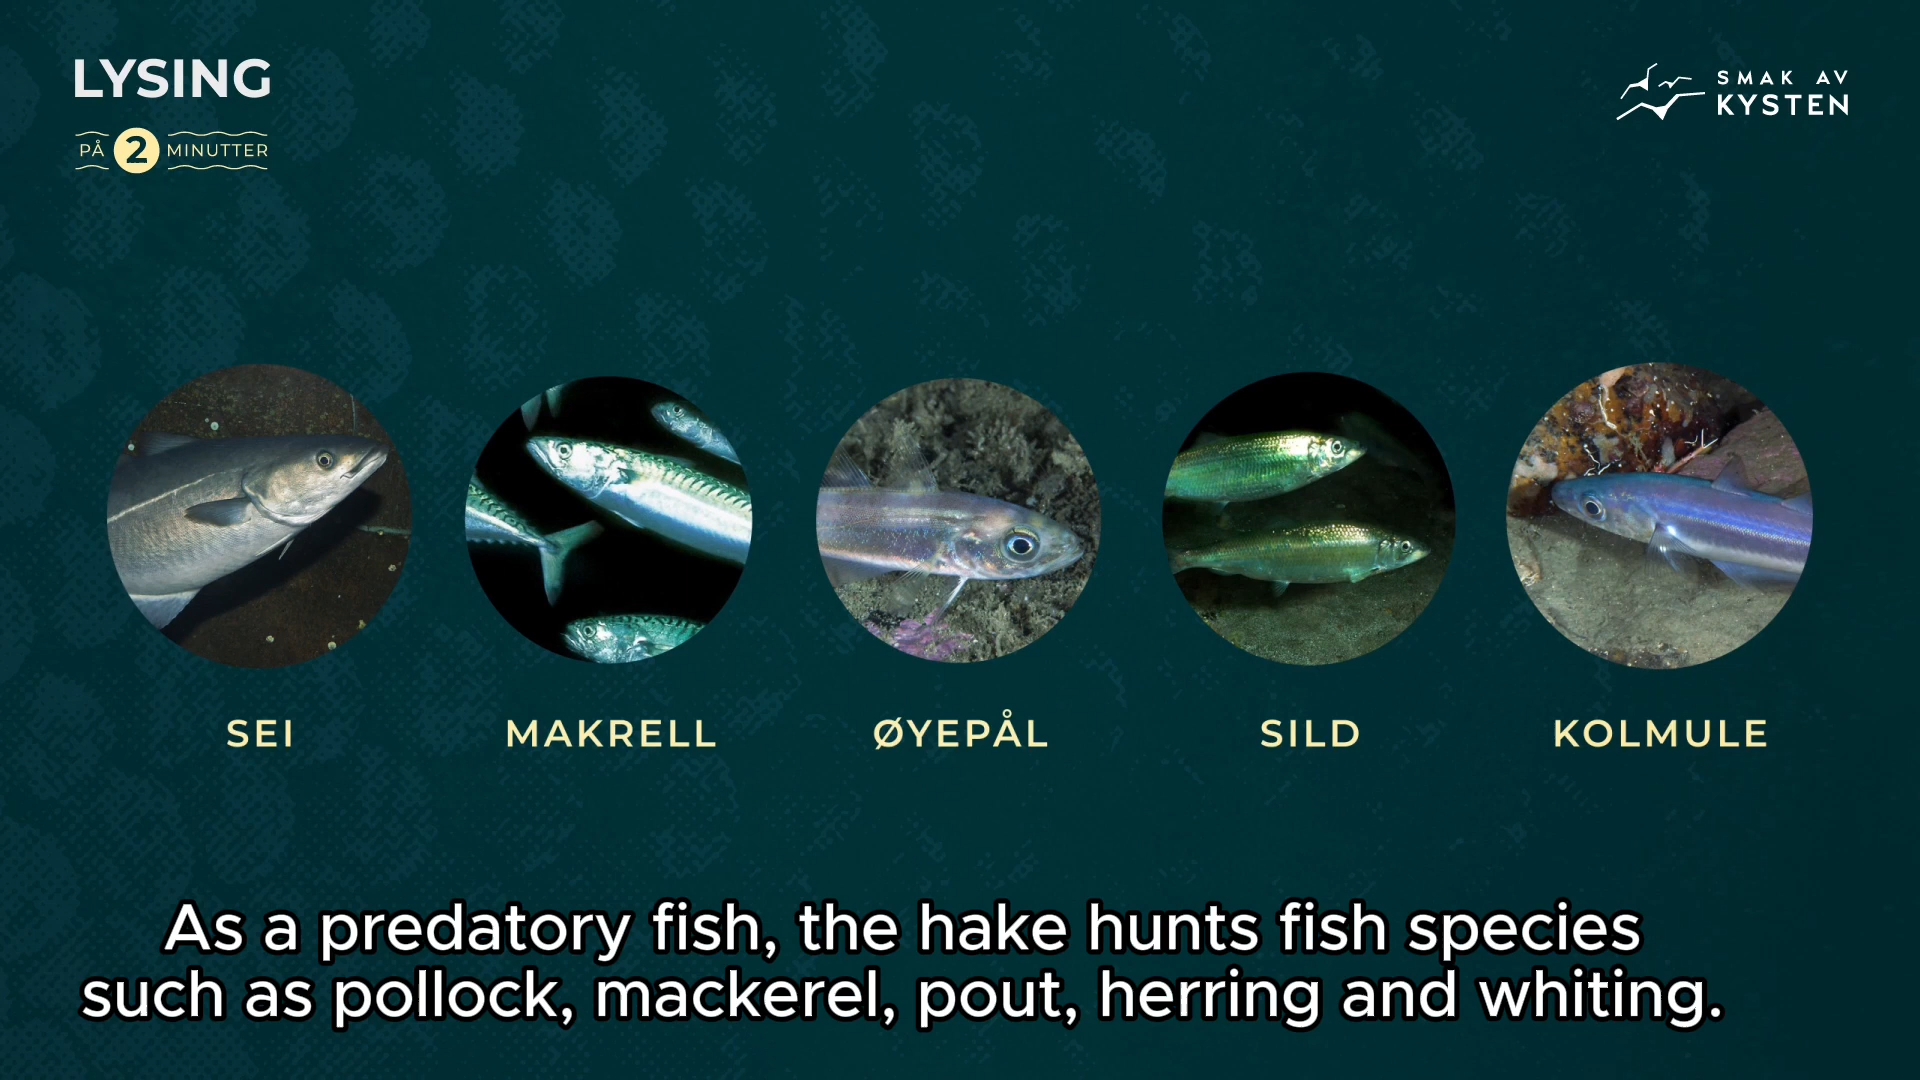 LYSING
PÅ 2 MINUTTER
SMAK AV
KYSTEN
SEI
MAKRELL
ØYEPÅL
SILD
KOLMULE
As a predatory fish, the hake hunts fish species
such as pollock, mackerel, pout, herring and whiting.